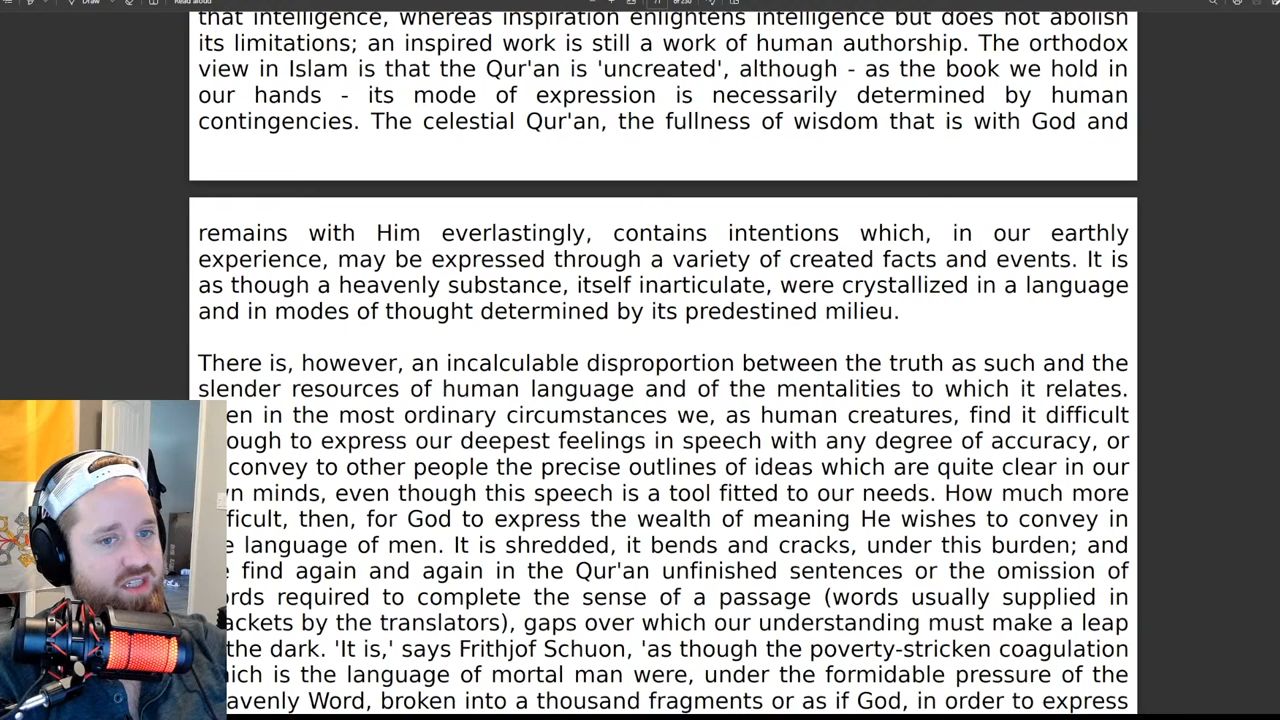 Draw
Read aloud
of 250
that intelligence, whereas inspiration enlightens intelligence but does not abolish
its limitations; an inspired work is still a work of human authorship. The orthodox
view in Islam is that the Qur'an is 'uncreated', although - as the book we hold in
our hands - its mode of expression is necessarily determined by human
contingencies. The celestial Qur'an, the fullness of wisdom that is with God and
remains with Him everlastingly, contains intentions which, in our earthly
experience, may be expressed through a variety of created facts and events. It is
as though a heavenly substance, itself inarticulate, were crystallized in a language
and in modes of thought determined by its predestined milieu.
There is, however, an incalculable disproportion between the truth as such and the
slender resources of human language and of the mentalities to which it relates.
en in the most ordinary circumstances we, as human creatures, find it difficult
ough to express our deepest feelings in speech with any degree of accuracy, or
convey to other people the precise outlines of ideas which are quite clear in our
n minds, even though this speech is a tool fitted to our needs. How much more
ficult, then, for God to express the wealth of meaning He wishes to convey in
e language of men. It is shredded, it bends and cracks, under this burden; and
find again and again in the Qur'an unfinished sentences or the omission of
ords required to complete the sense of a passage (words usually supplied in
ackets by the translators), gaps over which our understanding must make a leap
the dark. 'It is,' says Frithjof Schuon, 'as though the poverty-stricken coagulation
hich is the language of mortal man were, under the formidable pressure of the
avenly Word, broken into a thousand fragments or as if God, in order to express